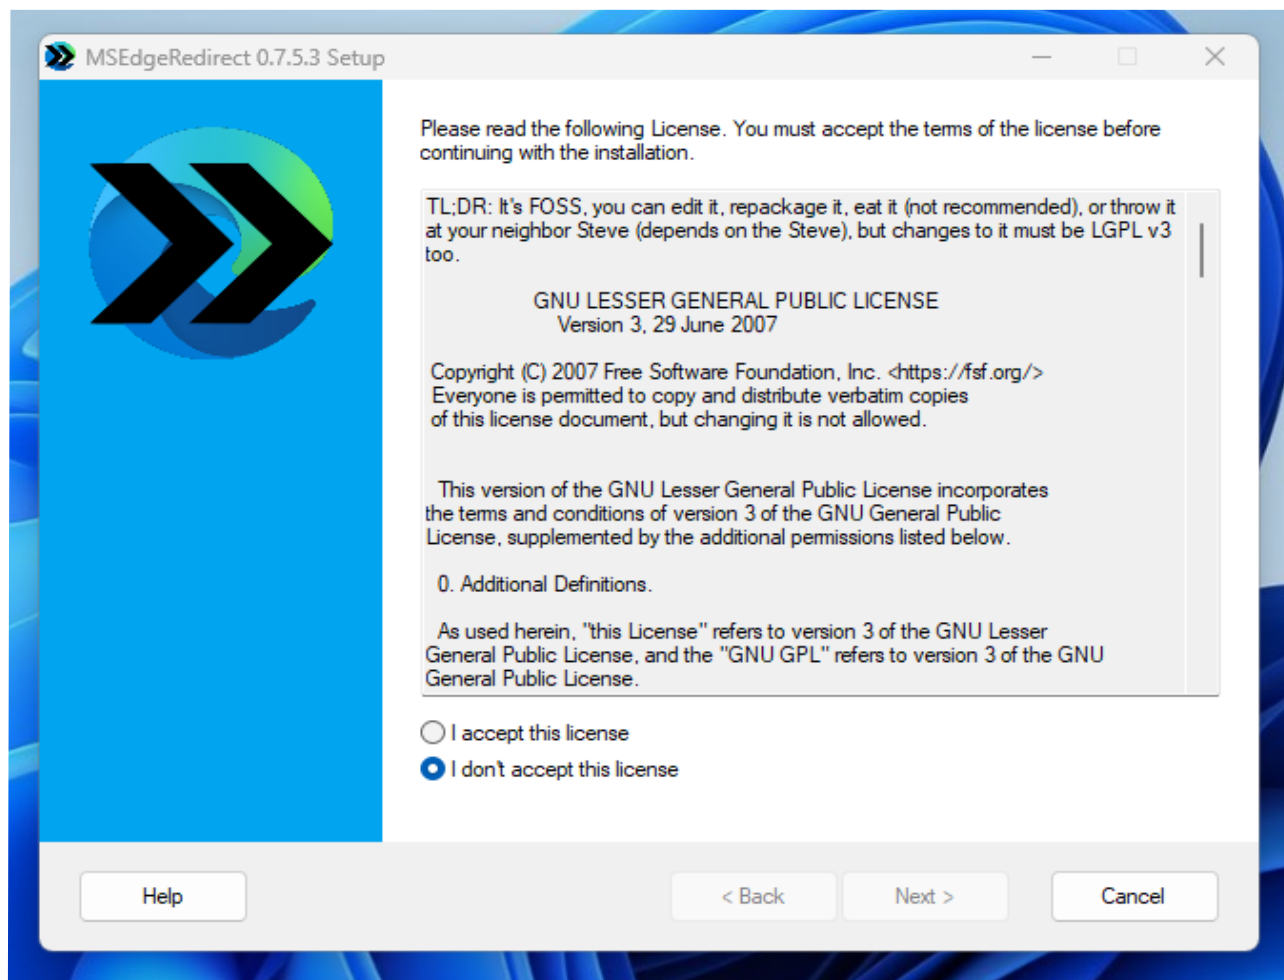 MSEdgeRedirect 0.7.5.3 Setup
Please read the following License. You must accept the terms of the license before
continuing with the installation.
TL;DR: It's FOSS, you can edit it, repackage it, eat it (not recommended), or throw it
at your neighbor Steve (depends on the Steve), but changes to it must be LGPL v3
too.
GNU LESSER GENERAL PUBLIC LICENSE
Version 3, 29 June 2007
Copyright (C) 2007 Free Software Foundation, Inc. <https://fsf.org/>
Everyone is permitted to copy and distribute verbatim copies
of this license document, but changing it is not allowed.
This version of the GNU Lesser General Public License incorporates
the terms and conditions of version 3 of the GNU General Public
License, supplemented by the additional permissions listed below.
0. Additional Definitions.
As used herein, "this License" refers to version 3 of the GNU Lesser
General Public License, and the "GNU GPL" refers to version 3 of the GNU
General Public License.
I accept this license
I don't accept this license
Help
< Back
Next >
Cancel